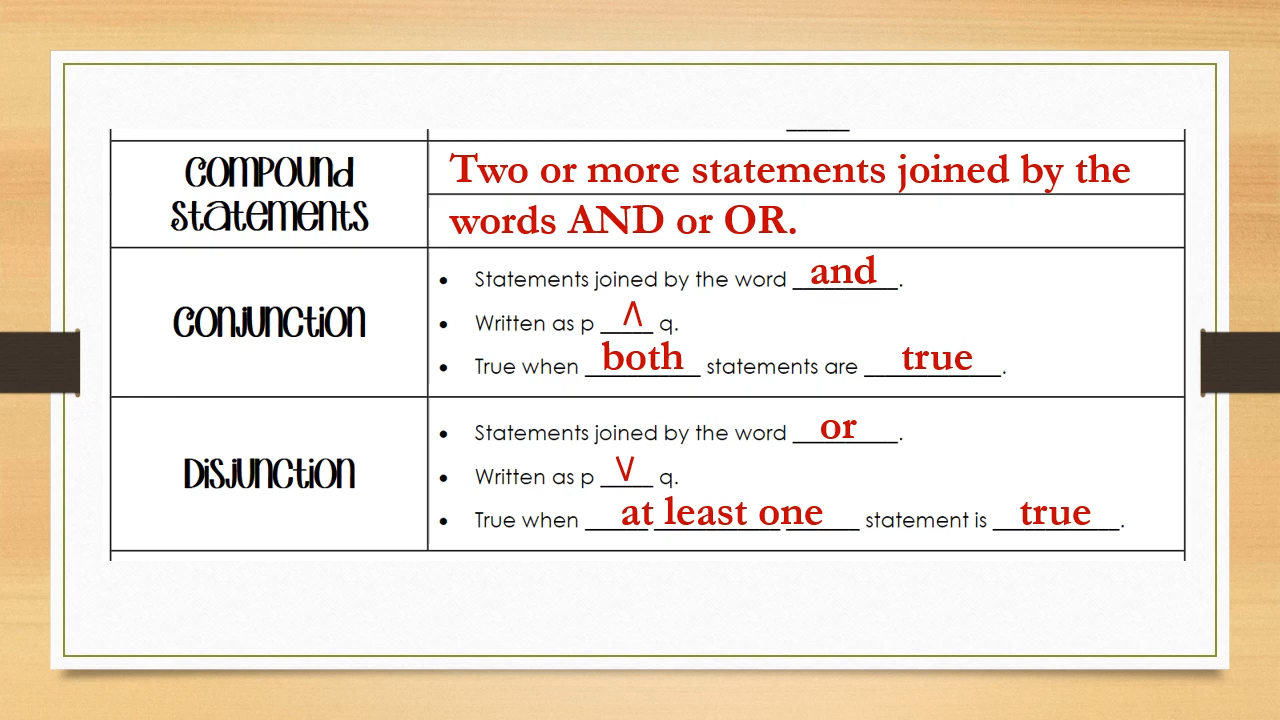 Compound
Statements
Two or more statements joined by the
words AND or OR.
Conjunction
• Statements joined by the word and.
• Written as p ∧ q.
• True when both statements are true.
Disjunction
• Statements joined by the word or.
• Written as p ∨ q.
• True when at least one statement is true.